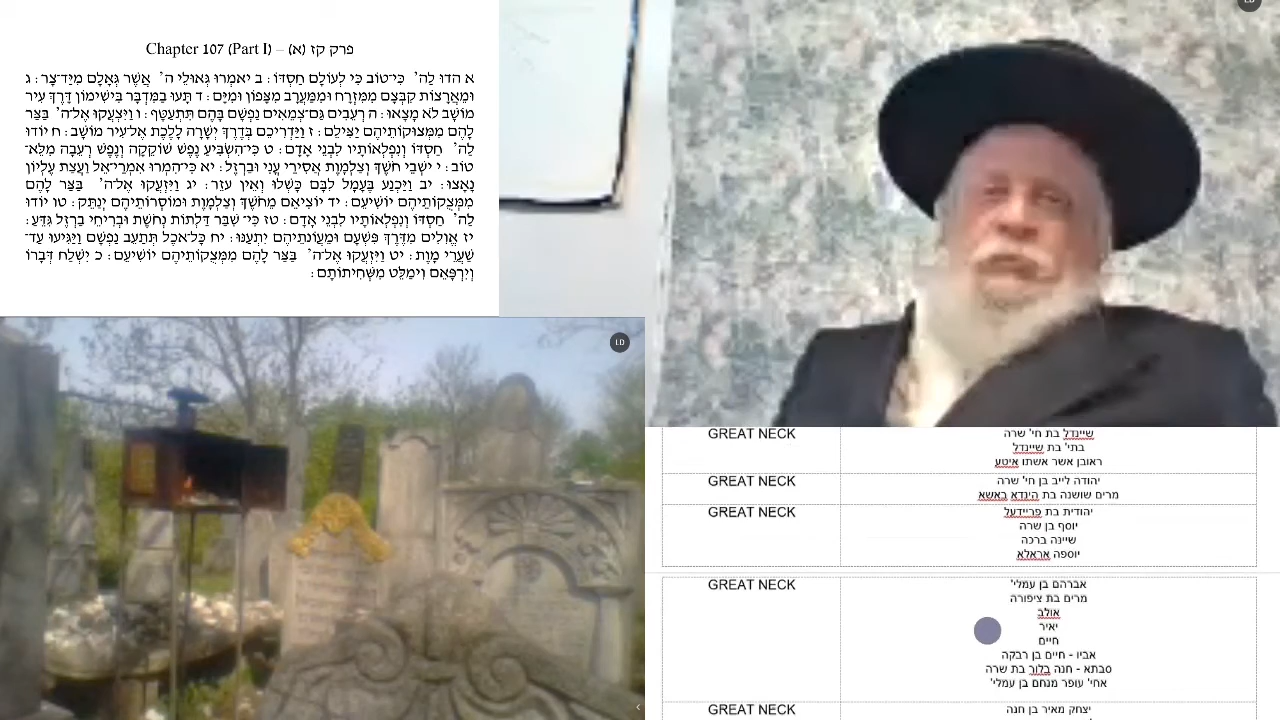 פרק קז (א) – Chapter 107 (Part I)
א הדוּ לַה' כִּי־טוֹב כִּי לְעוֹלָם חַסְדּוֹ: ב יֹאמְרוּ גְּאוּלֵי ה' אֲשֶׁר גְּאָלָם מִיַּד־צָר: ג
וּמֵאֲרָצוֹת קִבְּצָם מִמִּזְרָח וּמִמַּעֲרָב מִצָּפוֹן וּמִיָּם: ד תָּעוּ בַמִּדְבָּר בִּישִׁימוֹן דָּרֶךְ עִיר
מוֹשָׁב לֹא מָצָאוּ: ה רְעֵבִים גַּם־צְמֵאִים נַפְשָׁם בָּהֶם תִּתְעַטָּף: ו וַיִּצְעֲקוּ אֶל־ה' בַּצַּר
לָהֶם מִמְּצוּקוֹתֵיהֶם יַצִּילֵם: ז וַיַּדְרִיכֵם בְּדֶרֶךְ יְשָׁרָה לָלֶכֶת אֶל־עִיר מוֹשָׁב: ח יוֹדוּ
לַה' חַסְדּוֹ וְנִפְלְאוֹתָיו לִבְנֵי אָדָם: ט כִּי־הִשְׂבִּיעַ נֶפֶשׁ שׁוֹקֵקָה וְנֶפֶשׁ רְעֵבָה מִלֵּא־
טוֹב: י יֹשְׁבֵי חֹשֶׁךְ וְצַלְמָוֶת אֲסִירֵי עֳנִי וּבַרְזֶל: יא כִּי־הִמְרוּ אִמְרֵי־אֵל וַעֲצַת עֶלְיוֹן
נָאָצוּ: יב וַיַּכְנַע בֶּעָמָל לִבָּם כָּשְׁלוּ וְאֵין עֹזֵר: יג וַיִּזְעֲקוּ אֶל־ה' בַּצַּר לָהֶם
מִמְּצֻקוֹתֵיהֶם יוֹשִׁיעֵם: יד יוֹצִיאֵם מֵחֹשֶׁךְ וְצַלְמָוֶת וּמוֹסְרוֹתֵיהֶם יְנַתֵּק: טו יוֹדוּ
לַה' חַסְדּוֹ וְנִפְלְאוֹתָיו לִבְנֵי אָדָם: טז כִּי־שִׁבַּר דַּלְתוֹת נְחֹשֶׁת וּבְרִיחֵי בַרְזֶל גִּדֵּעַ:
יז אֱוִלִים מִדֶּרֶךְ פִּשְׁעָם וּמֵעֲוֹנֹתֵיהֶם יִתְעַנּוּ: יח כָּל־אֹכֶל תְּתַעֵב נַפְשָׁם וַיַּגִּיעוּ עַד־
שַׁעֲרֵי מָוֶת: יט וַיִּזְעֲקוּ אֶל־ה' בַּצַּר לָהֶם מִמְּצֻקוֹתֵיהֶם יוֹשִׁיעֵם: כ יִשְׁלַח דְּבָרוֹ
וְיִרְפָּאֵם וִימַלֵּט מִשְּׁחִיתוֹתָם:
LD
GREAT NECK
שיינדל בת חי' שרה
בתי' בת שיינדל
ראובן אשר אשתו איטע
GREAT NECK
יהודה לייב בן חי' שרה
מרים שושנה בת הינדא באשא
GREAT NECK
יהודית בת פריידעל
יוסף בן שרה
שיינה ברכה
יוספה אראלא
GREAT NECK
אברהם בן עמלי'
מרים בת ציפורה
אולב
יאיר
חיים
אביו - חיים בן רבקה
סבתא - חנה בלור בת שרה
אחי' עופר מנחם בן עמלי'
GREAT NECK
יצחק מאיר בן חנה